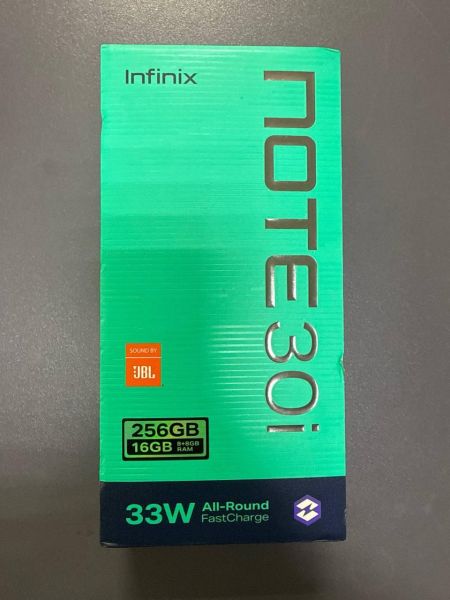 Infinix
NOTE 30i
SOUND BY
JBL
256GB
16GB 8+8GB RAM
33W All-Round FastCharge